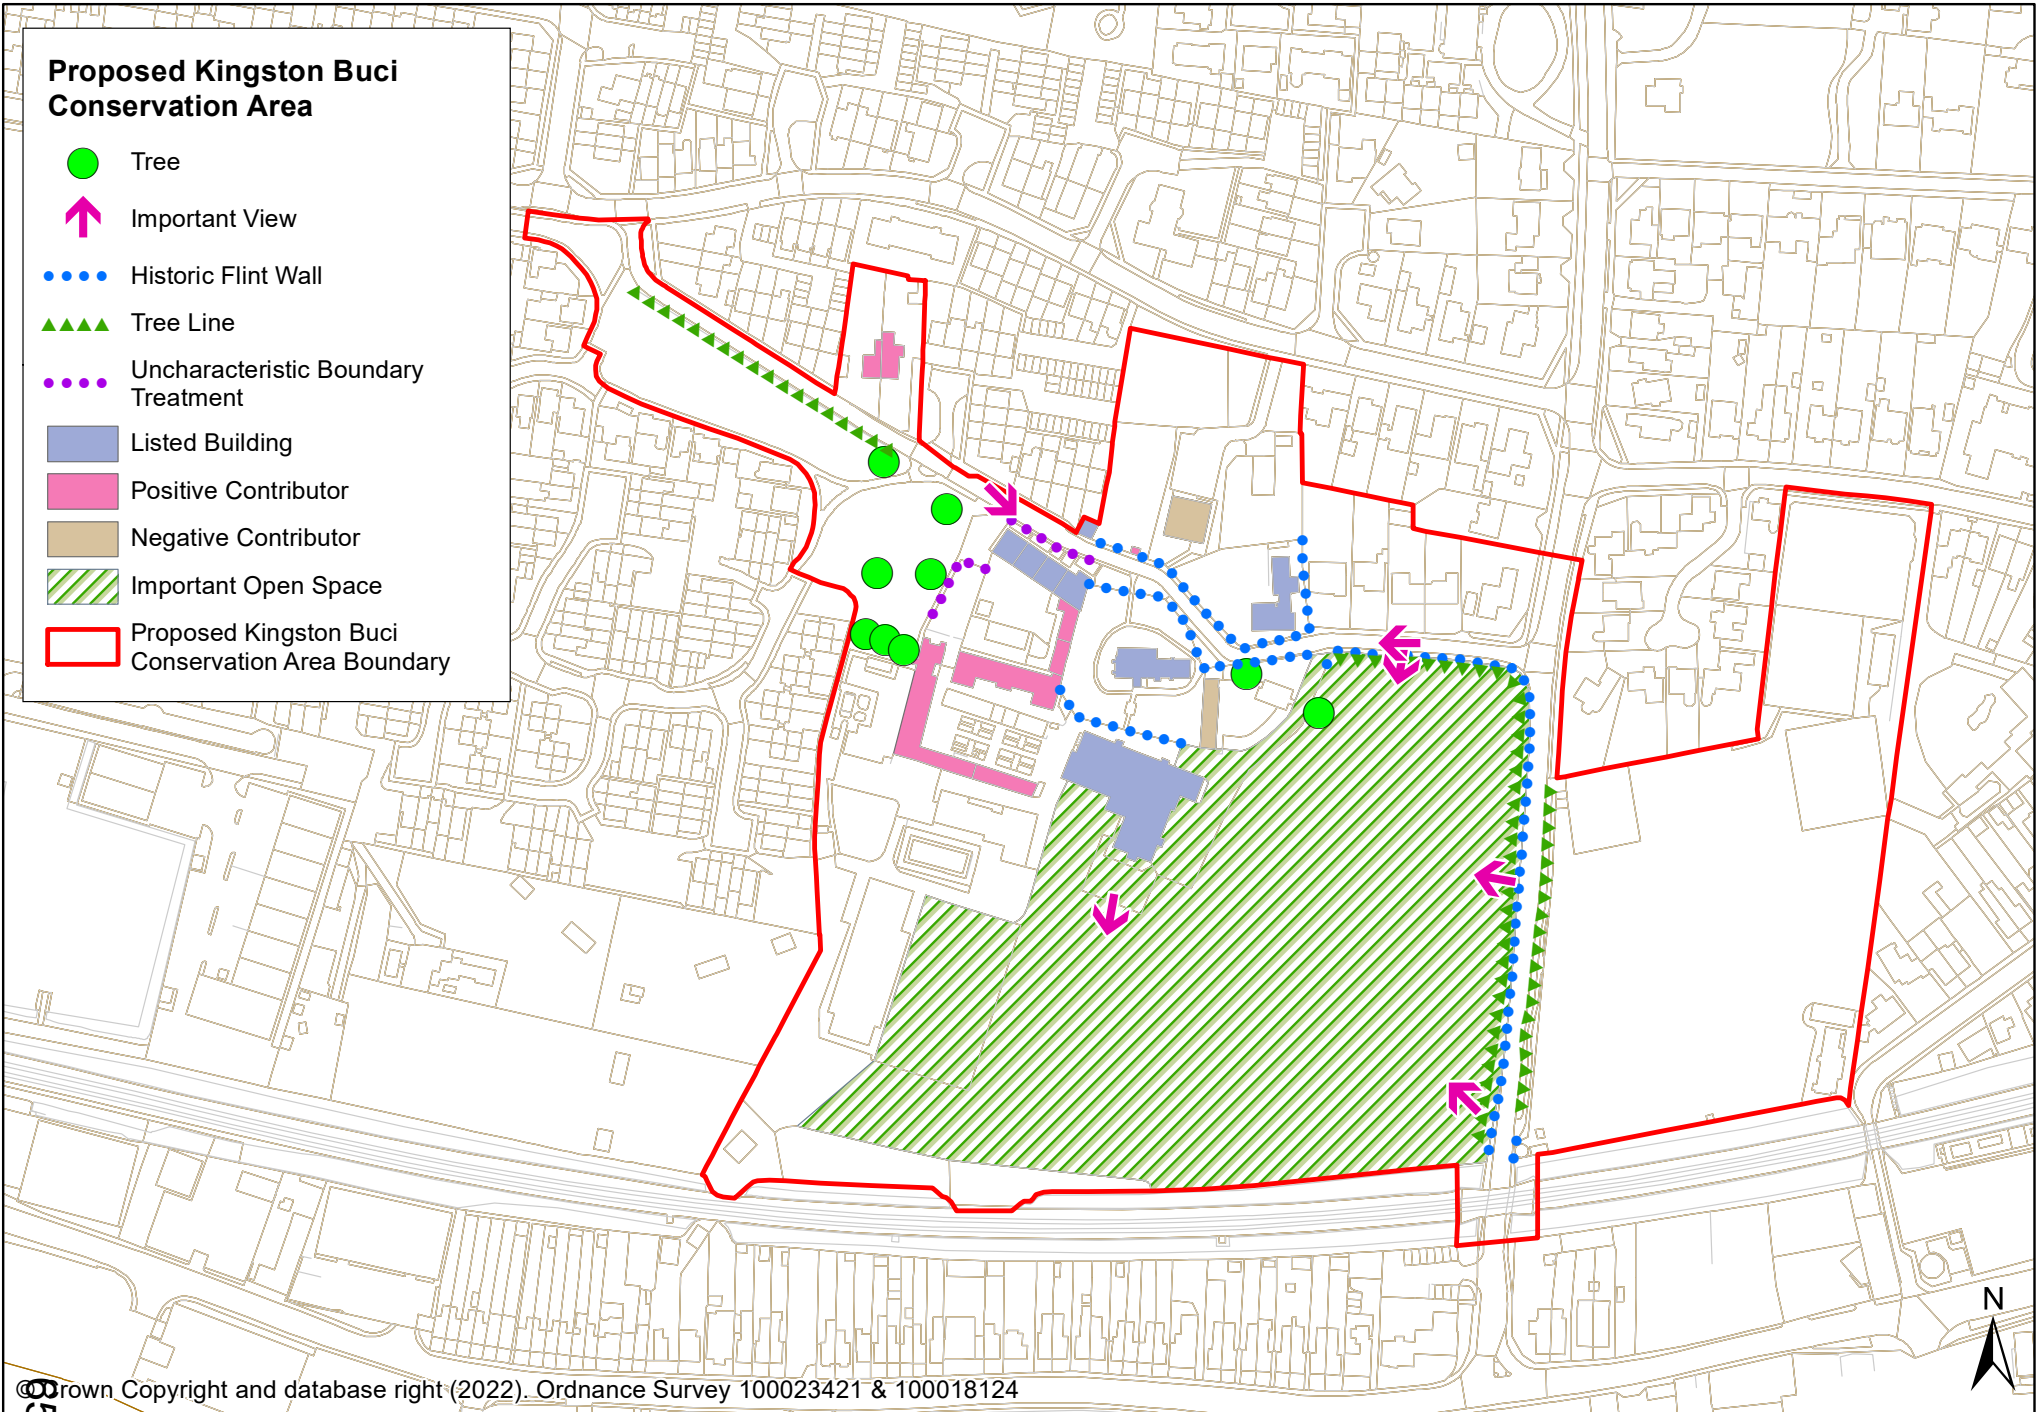 Proposed Kingston Buci
Conservation Area
Tree
Important View
Historic Flint Wall
Tree Line
Uncharacteristic Boundary
Treatment
Listed Building
Positive Contributor
Negative Contributor
Important Open Space
Proposed Kingston Buci
Conservation Area Boundary
N
© Crown Copyright and database right (2022). Ordnance Survey 100023421 & 100018124
65